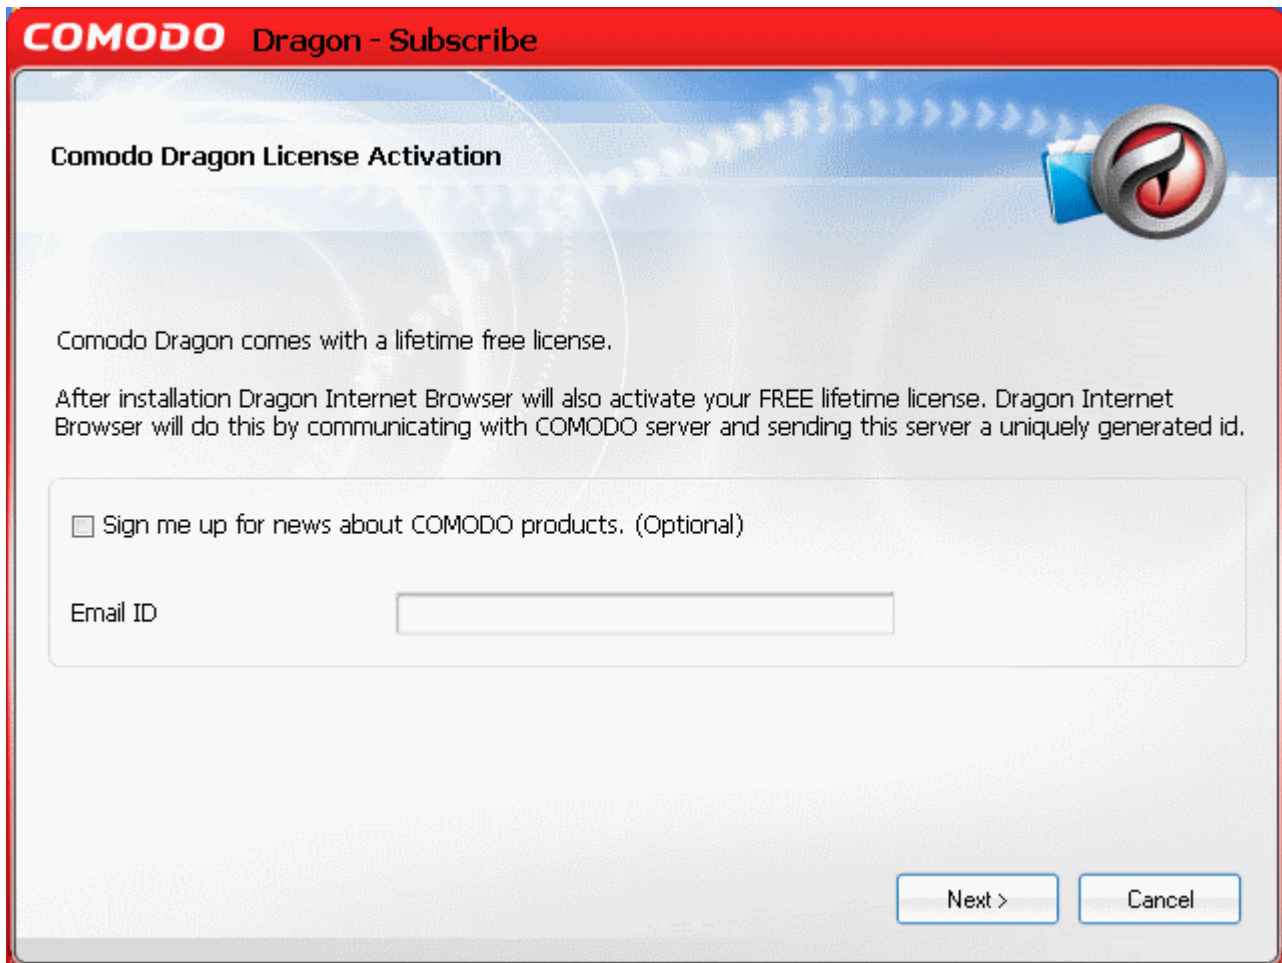 COMODO Dragon - Subscribe
Comodo Dragon License Activation
Comodo Dragon comes with a lifetime free license.
After installation Dragon Internet Browser will also activate your FREE lifetime license. Dragon Internet
Browser will do this by communicating with COMODO server and sending this server a uniquely generated id.
Sign me up for news about COMODO products. (Optional)
Email ID
Next >
Cancel